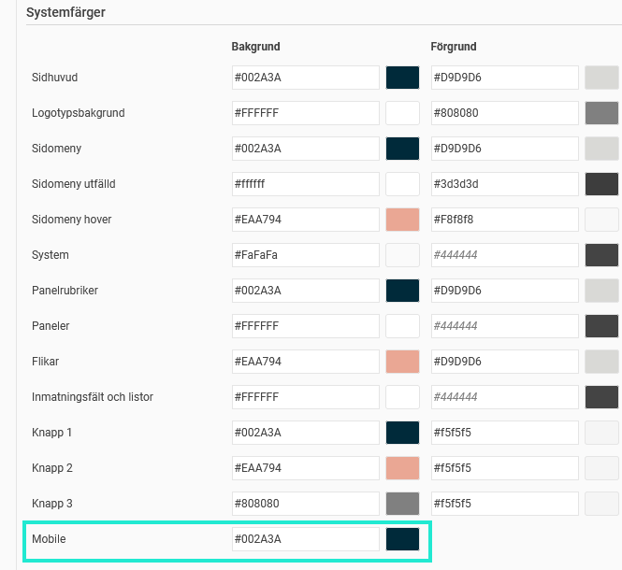 Systemfärger
Bakgrund Förgrund
Sidhuvud #002A3A #D9D9D6
Logotypsbakgrund #FFFFFF #808080
Sidomeny #002A3A #D9D9D6
Sidomeny utfälld #ffffff #3d3d3d
Sidomeny hover #EAA794 #F8f8f8
System #FaFaFa #444444
Panelrubriker #002A3A #D9D9D6
Paneler #FFFFFF #444444
Flikar #EAA794 #D9D9D6
Inmatningsfält och listor #FFFFFF #444444
Knapp 1 #002A3A #f5f5f5
Knapp 2 #EAA794 #f5f5f5
Knapp 3 #808080 #f5f5f5
Mobile #002A3A